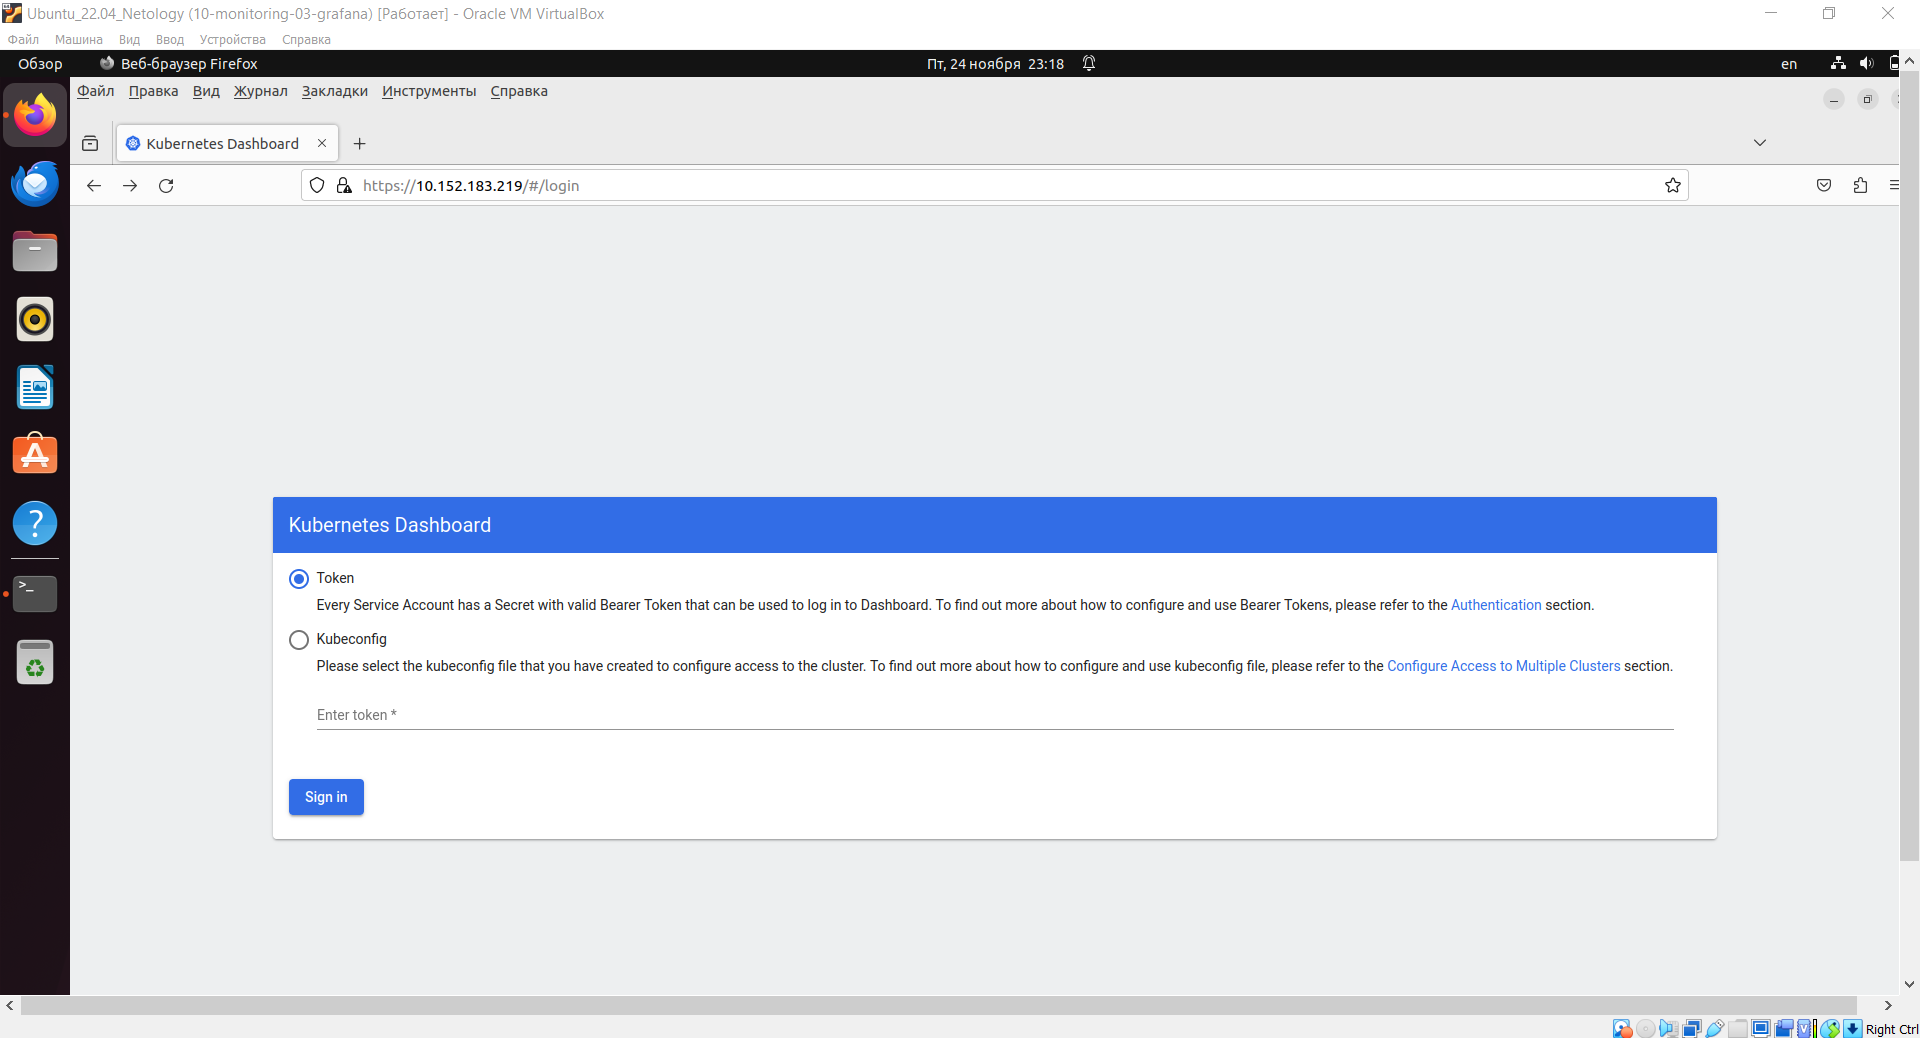 Ubuntu_22.04_Netology (10-monitoring-03-grafana) [Работает] - Oracle VM VirtualBox
Файл Машина Вид Ввод Устройства Справка
Обзор Веб-браузер Firefox Пт, 24 ноября 23:18 en
Файл Правка Вид Журнал Закладки Инструменты Справка
Kubernetes Dashboard
https://10.152.183.219/#/login
Kubernetes Dashboard
Token
Every Service Account has a Secret with valid Bearer Token that can be used to log in to Dashboard. To find out more about how to configure and use Bearer Tokens, please refer to the Authentication section.
Kubeconfig
Please select the kubeconfig file that you have created to configure access to the cluster. To find out more about how to configure and use kubeconfig file, please refer to the Configure Access to Multiple Clusters section.
Enter token *
Sign in
Right Ctrl